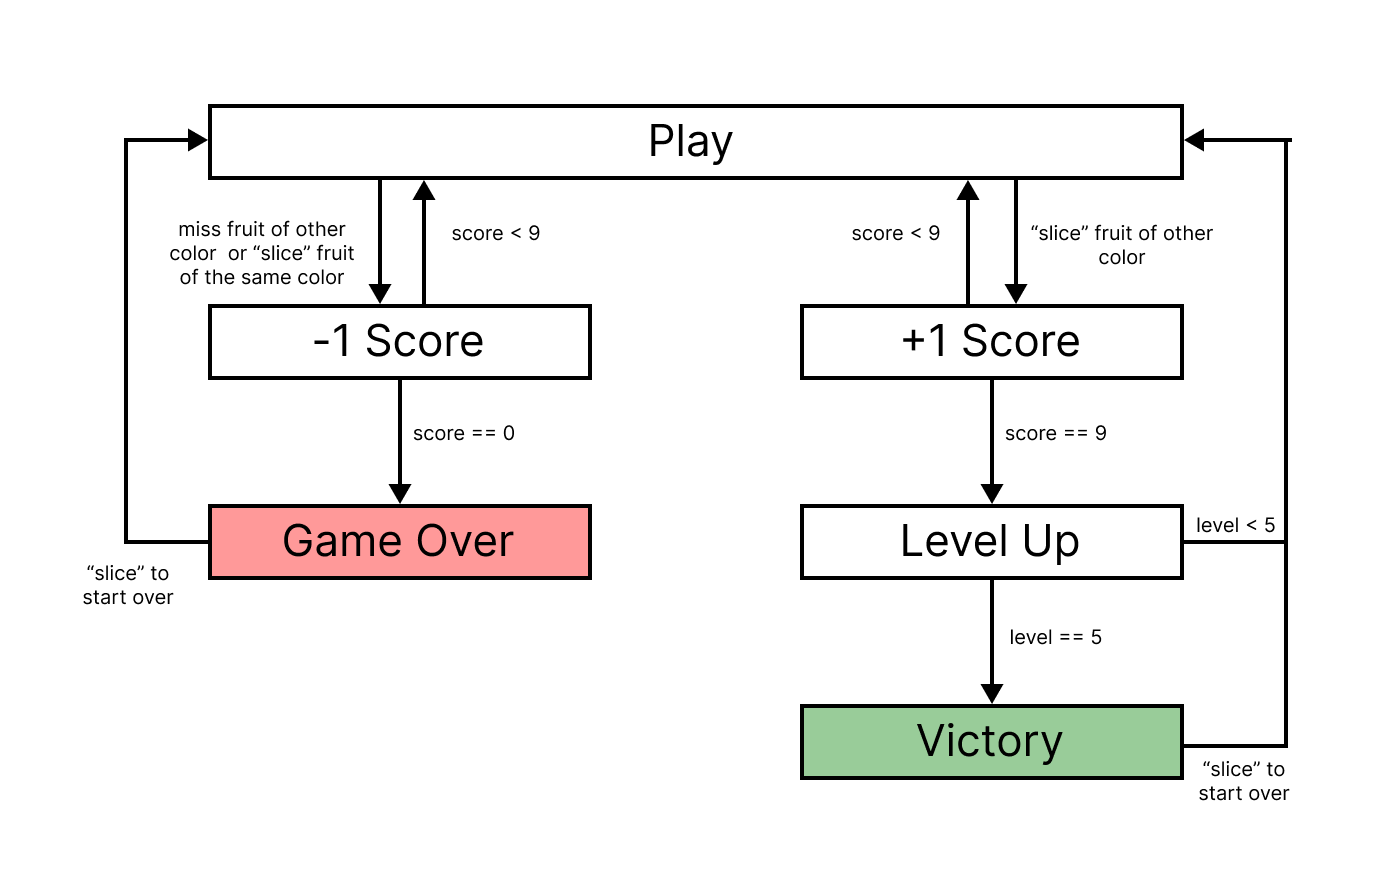 Play
miss fruit of other
color  or “slice” fruit
of the same color
score < 9
score < 9
“slice” fruit of other
color
-1 Score
+1 Score
score == 0
score == 9
Game Over
Level Up
level < 5
“slice” to
start over
level == 5
Victory
“slice” to
start over